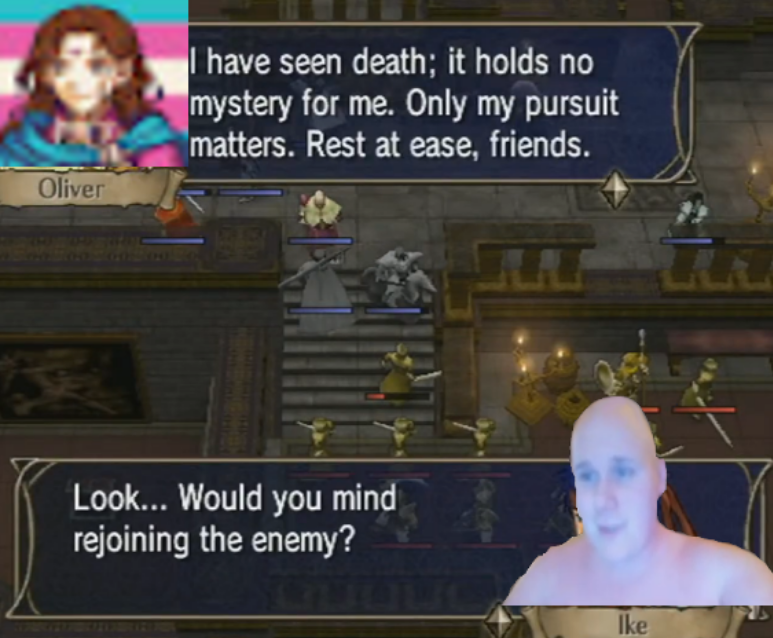 I have seen death; it holds no
mystery for me. Only my pursuit
matters. Rest at ease, friends.
Oliver
Look... Would you mind
rejoining the enemy?
Ike